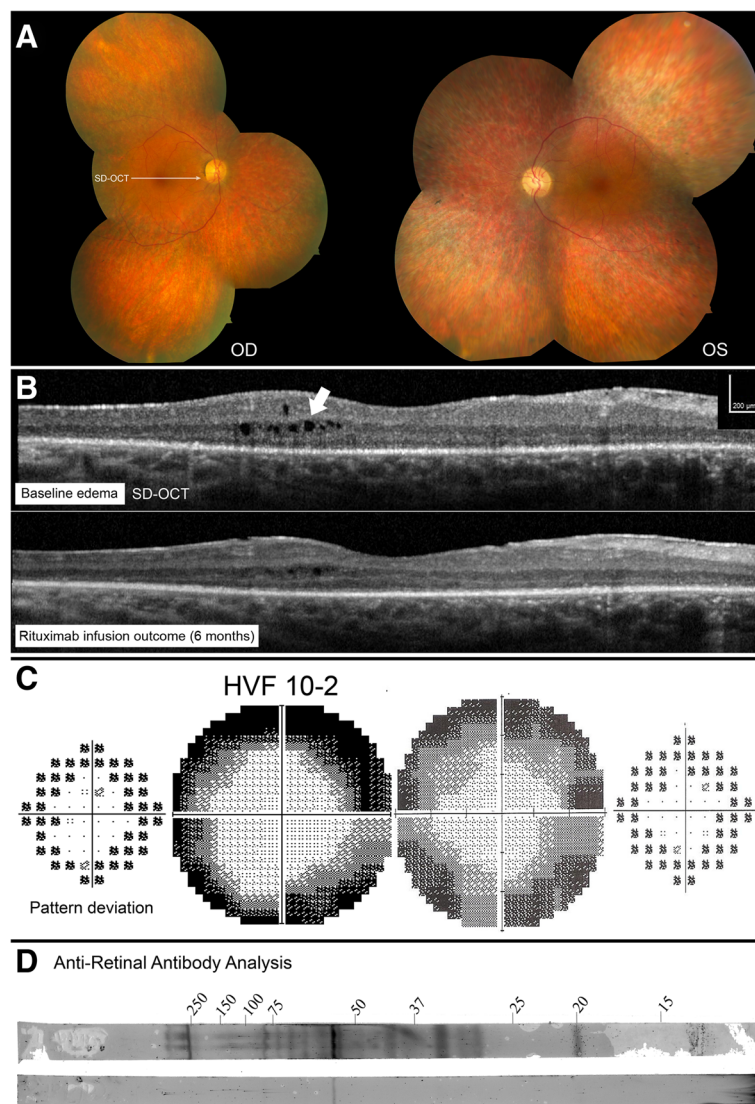 A
SD-OCT
OD
OS
B
200 µm
Baseline edema SD-OCT
Rituximab infusion outcome (6 months)
C
HVF 10-2
Pattern deviation
D Anti-Retinal Antibody Analysis
250 150 100 75 50 37 25 20 15